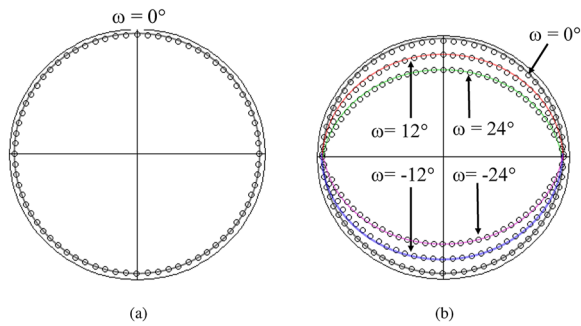 ω = 0°
ω = 0°
ω = 12°
ω = 24°
ω= -12°
ω= -24°
(a)
(b)